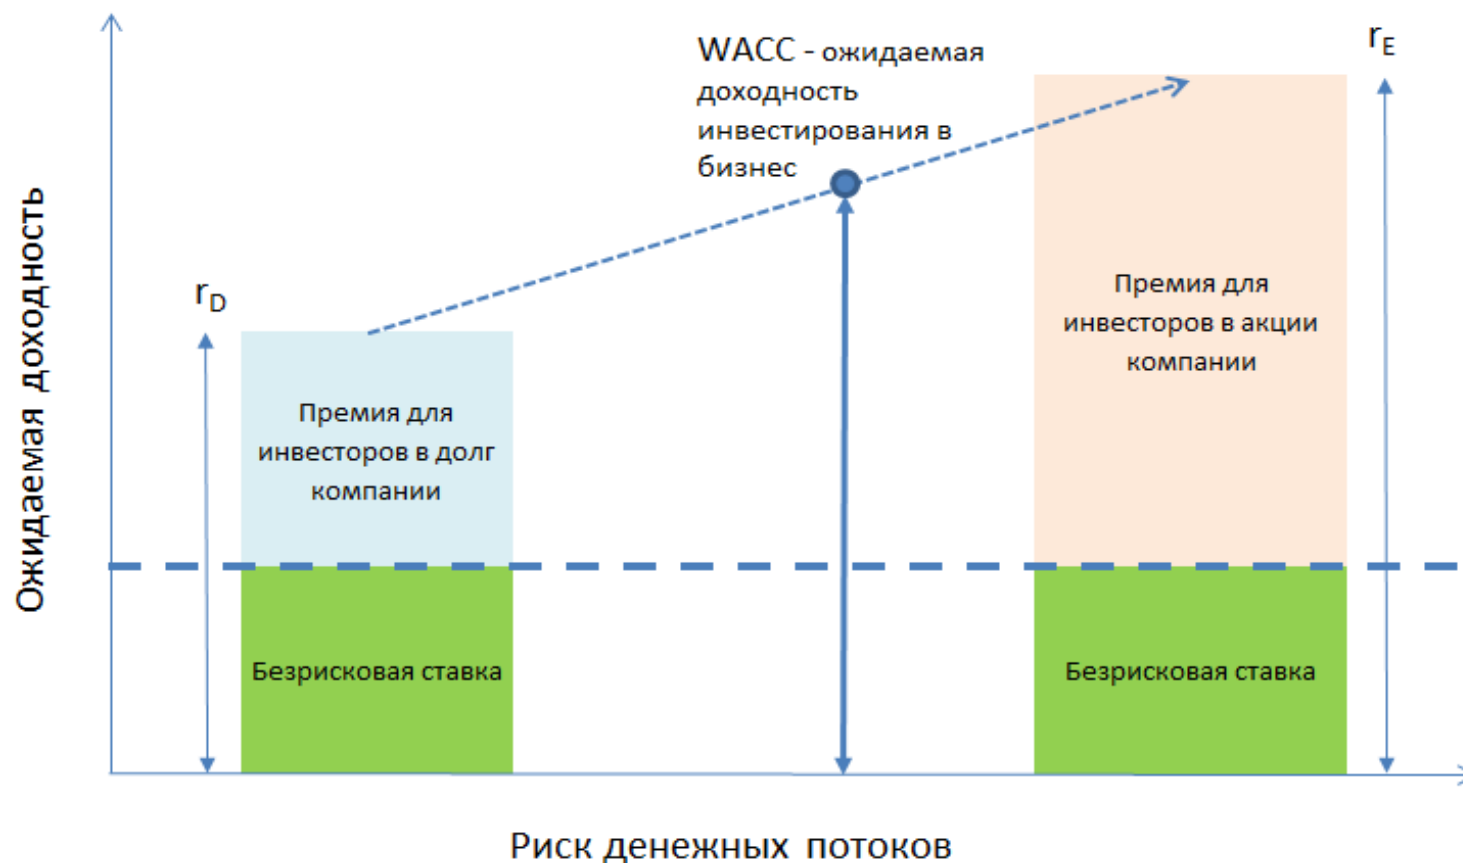 WACC - ожидаемая
доходность
инвестирования в
бизнес
r_E
r_D
Ожидаемая доходность
Премия для
инвесторов в долг
компании
Премия для
инвесторов в акции
компании
Безрисковая ставка
Безрисковая ставка
Риск денежных потоков